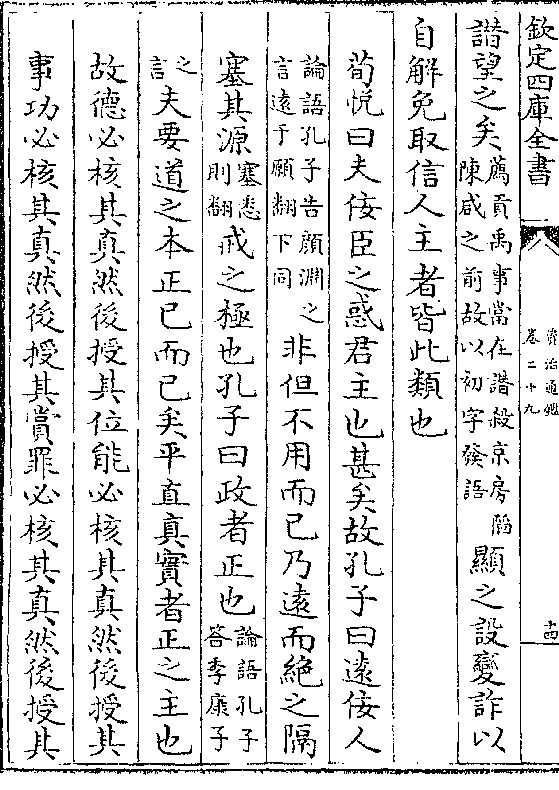 欽定四庫全書
資治通鑑
卷二十九
十四
譖望之矣薦貢禹事當在譖殺京房䧟陳咸之前故以初字發語顯之設變詐以
自解免取信人主者皆此類也
荀悅曰夫佞臣之惑君主也甚矣故孔子曰遠佞人
論語孔子告顔淵之言遠于願翻下同非但不用而已乃遠而絶之隔
塞其源塞悉則翻戒之極也孔子曰政者正也論語孔子答季康子
之言夫要道之本正己而已矣平直真實者正之主也
故德必核其真然後授其位能必核其真然後授其
事功必核其真然後授其賞罪必核其真然後授其